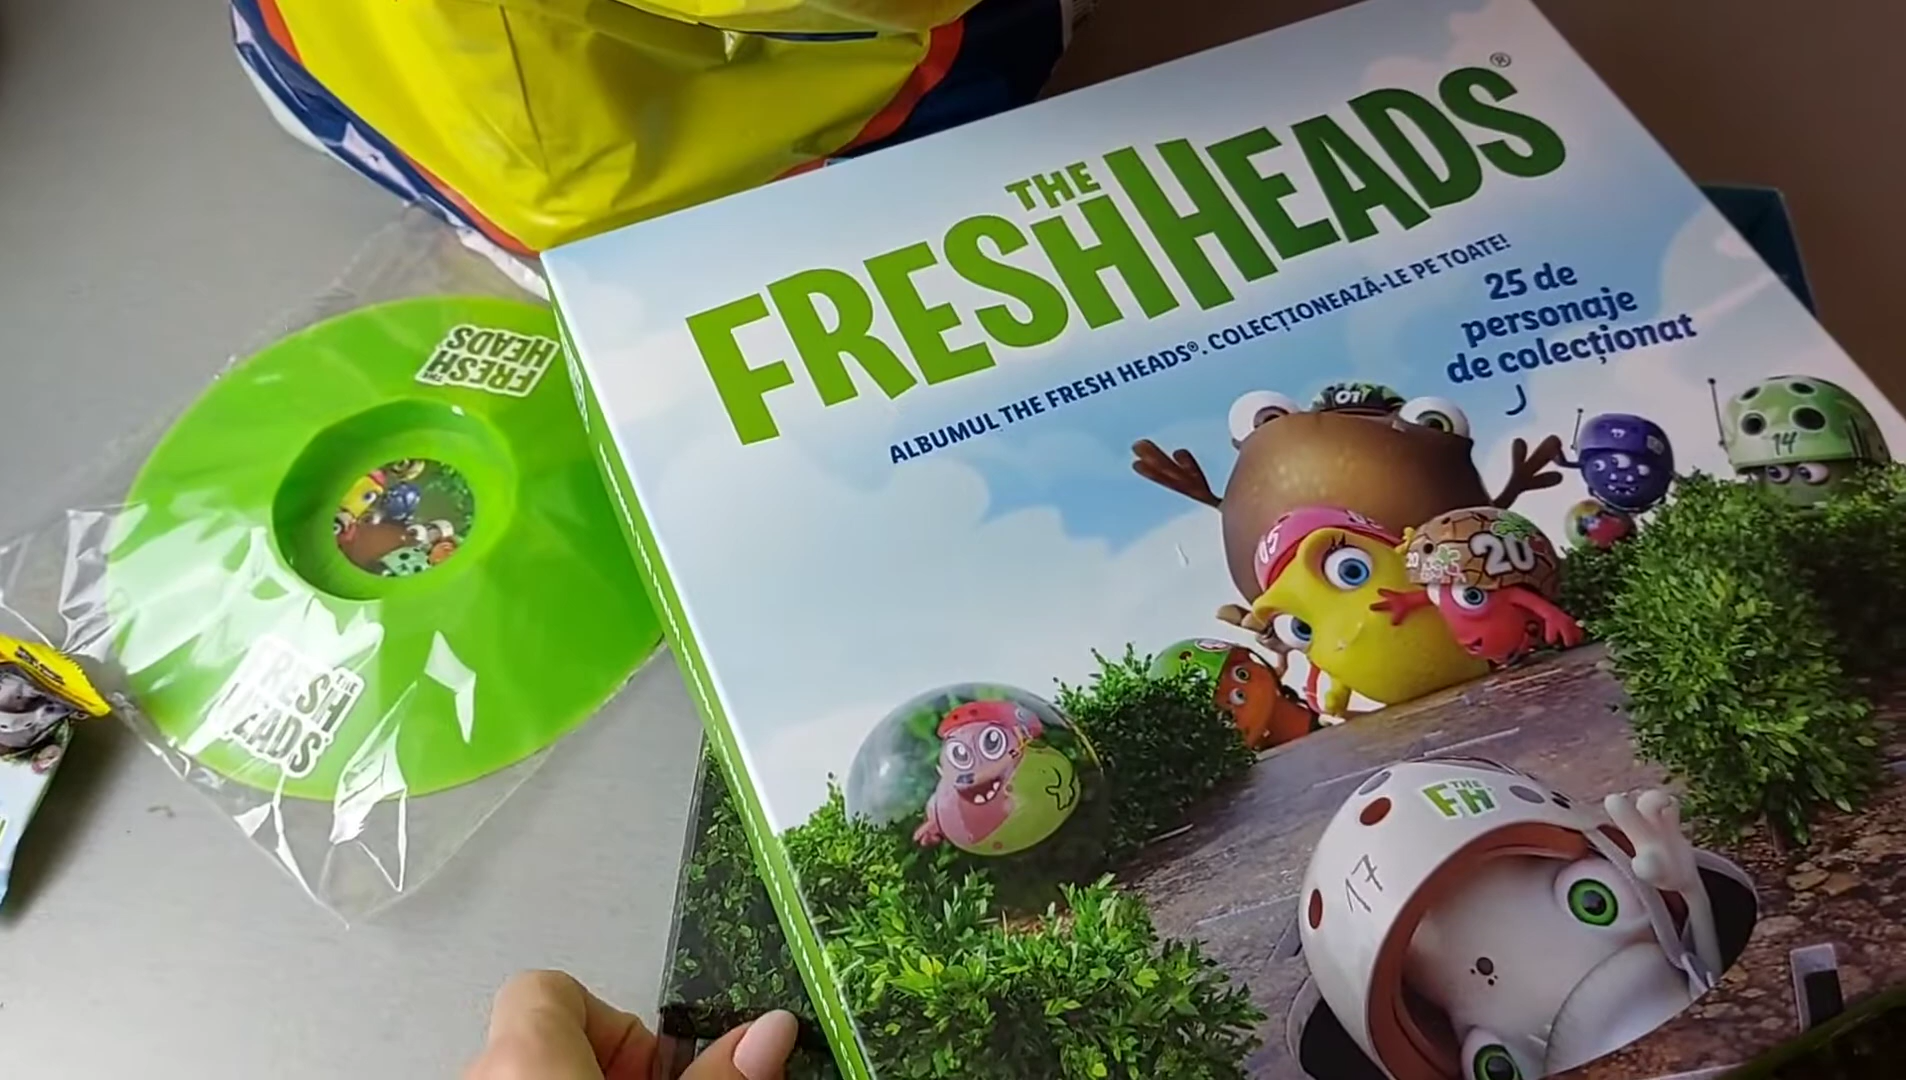 THE
FRESHHEADS®
ALBUMUL THE FRESH HEADS®. COLECȚIONEAZĂ-LE PE TOATE!
25 de
personaje
de colecționat
01
05
20
14
THE
FH
17
THE
FRESH
HEADS
THE
FRESH
HEADS